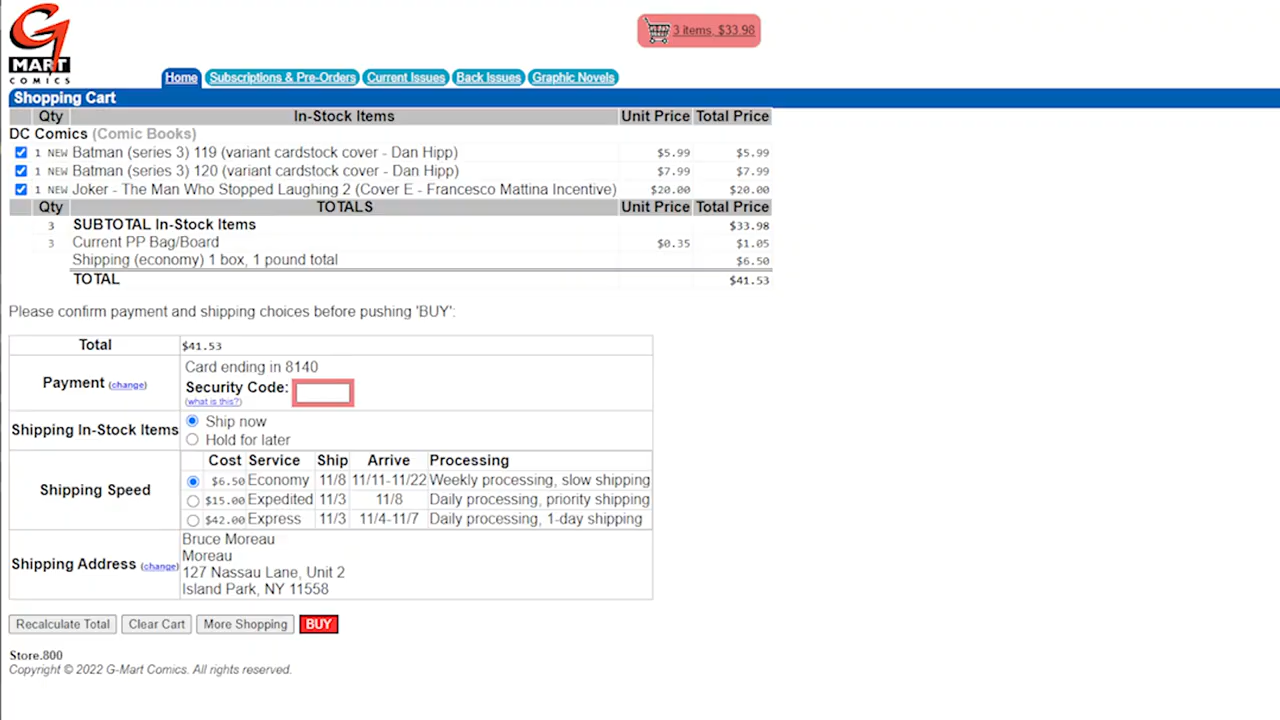 G
MART
COMICS
3 items, $33.98
Home Subscriptions & Pre-Orders Current Issues Back Issues Graphic Novels
Shopping Cart
Qty In-Stock Items Unit Price Total Price
DC Comics (Comic Books)
1 NEW Batman (series 3) 119 (variant cardstock cover - Dan Hipp) $5.99 $5.99
1 NEW Batman (series 3) 120 (variant cardstock cover - Dan Hipp) $7.99 $7.99
1 NEW Joker - The Man Who Stopped Laughing 2 (Cover E - Francesco Mattina Incentive) $20.00 $20.00
Qty TOTALS Unit Price Total Price
3 SUBTOTAL In-Stock Items $33.98
3 Current PP Bag/Board $0.35 $1.05
Shipping (economy) 1 box, 1 pound total $6.50
TOTAL $41.53
Please confirm payment and shipping choices before pushing 'BUY':
Total $41.53
Payment (change) Card ending in 8140
Security Code:
(what is this?)
Shipping In-Stock Items Ship now
Hold for later
Shipping Speed Cost Service Ship Arrive Processing
$6.50 Economy 11/8 11/11-11/22 Weekly processing, slow shipping
$15.00 Expedited 11/3 11/8 Daily processing, priority shipping
$42.00 Express 11/3 11/4-11/7 Daily processing, 1-day shipping
Shipping Address (change) Bruce Moreau
Moreau
127 Nassau Lane, Unit 2
Island Park, NY 11558
Recalculate Total Clear Cart More Shopping BUY
Store.800
Copyright © 2022 G-Mart Comics. All rights reserved.